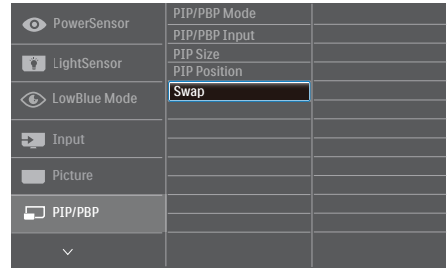 PowerSensor
LightSensor
LowBlue Mode
Input
Picture
PIP/PBP
PIP/PBP Mode
PIP/PBP Input
PIP Size
PIP Position
Swap